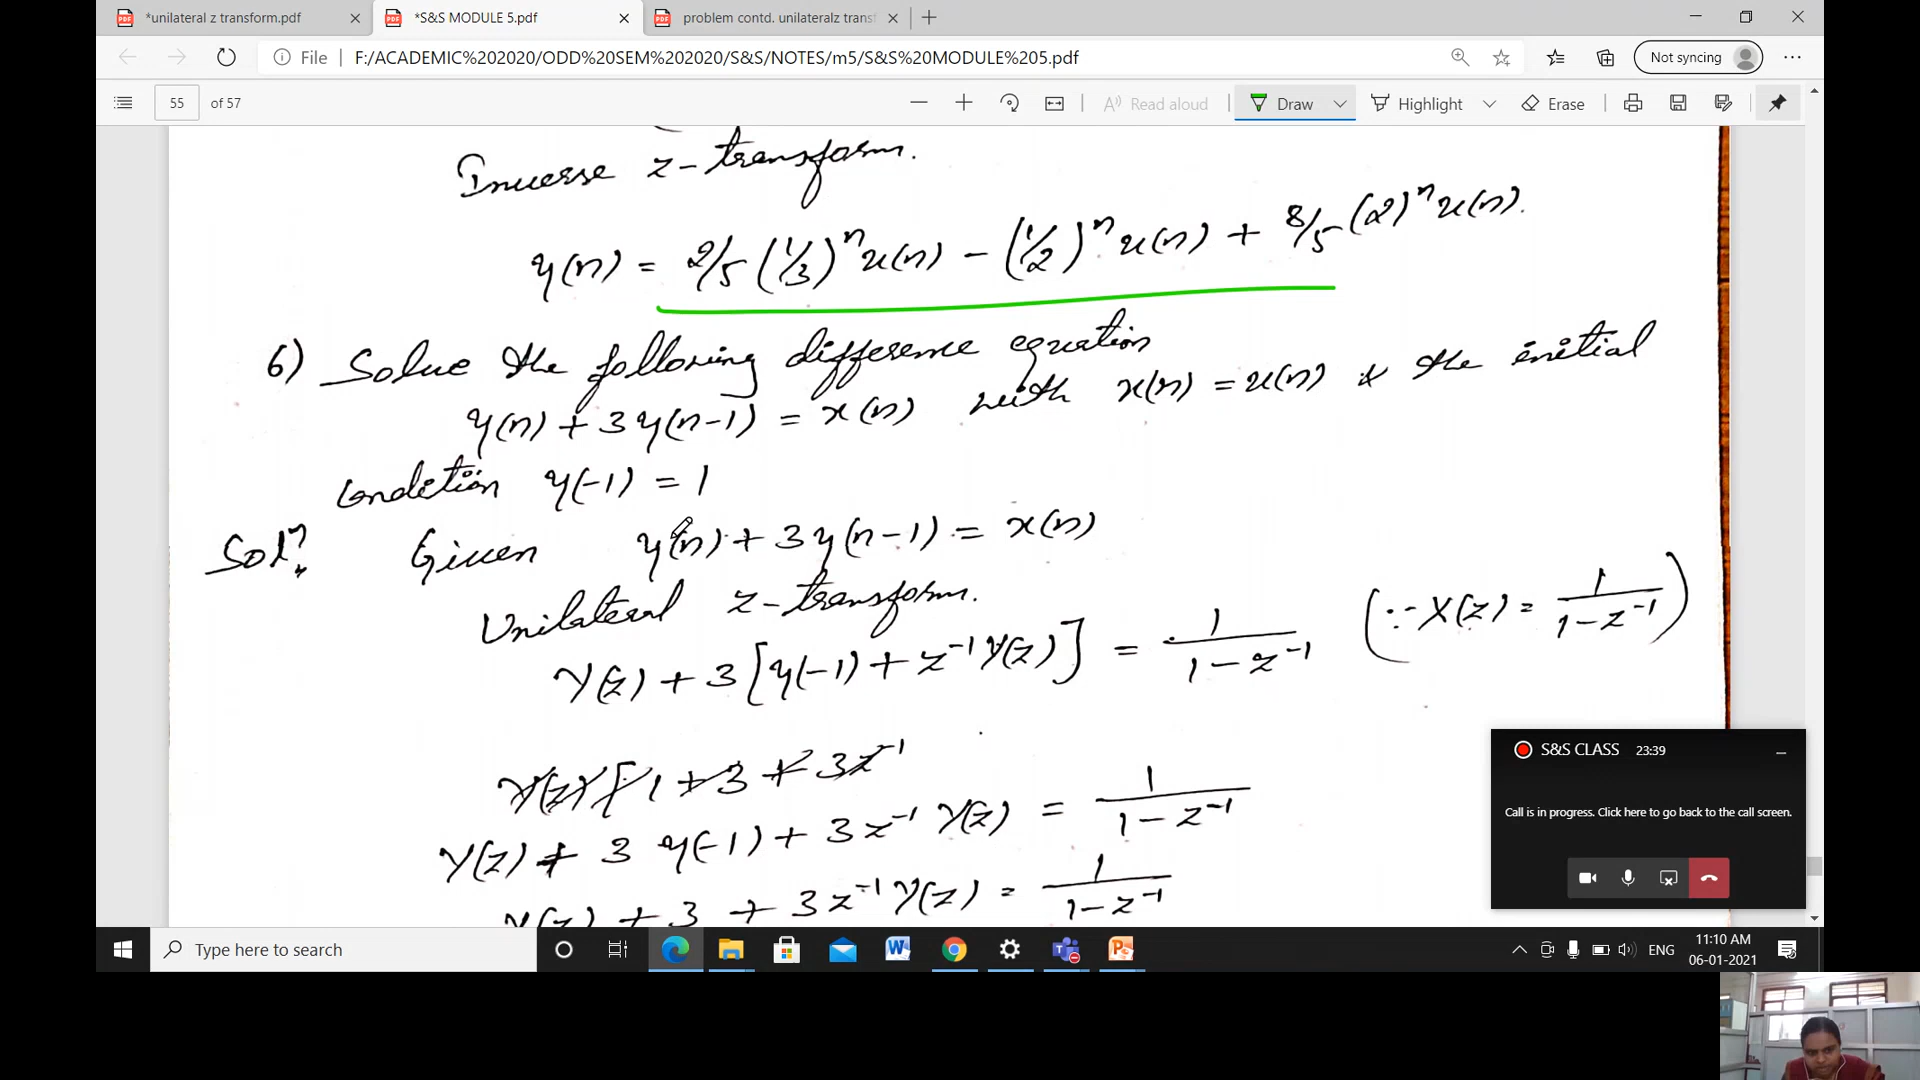 *unilateral z transform.pdf
*S&S MODULE 5.pdf
problem contd. unilateralz transf
File F:/ACADEMIC%202020/ODD%20SEM%202020/S&S/NOTES/m5/S&S%20MODULE%205.pdf
Not syncing
55 of 57
Read aloud
Draw
Highlight
Erase
Inverse z-transform.
y(n) = 2/5 (1/3)^n u(n) - (1/2)^n u(n) + 8/5 (2)^n u(n).
6) Solve the following difference equation
y(n) + 3y(n-1) = x(n) with x(n) = u(n) & the initial
condition y(-1) = 1
Soln. Given y(n) + 3y(n-1) = x(n)
Unilateral z-transform.
Y(z) + 3[y(-1) + z^-1 Y(z)] = 1/(1 - z^-1) (∵ X(z) = 1/(1 - z^-1))
Y(z) [1 + 3 + 3z^-1
Y(z) + 3 y(-1) + 3z^-1 Y(z) = 1/(1 - z^-1)
Y(z) + 3 + 3z^-1 Y(z) = 1/(1 - z^-1)
S&S CLASS 23:39
Call is in progress. Click here to go back to the call screen.
Type here to search
ENG
11:10 AM
06-01-2021